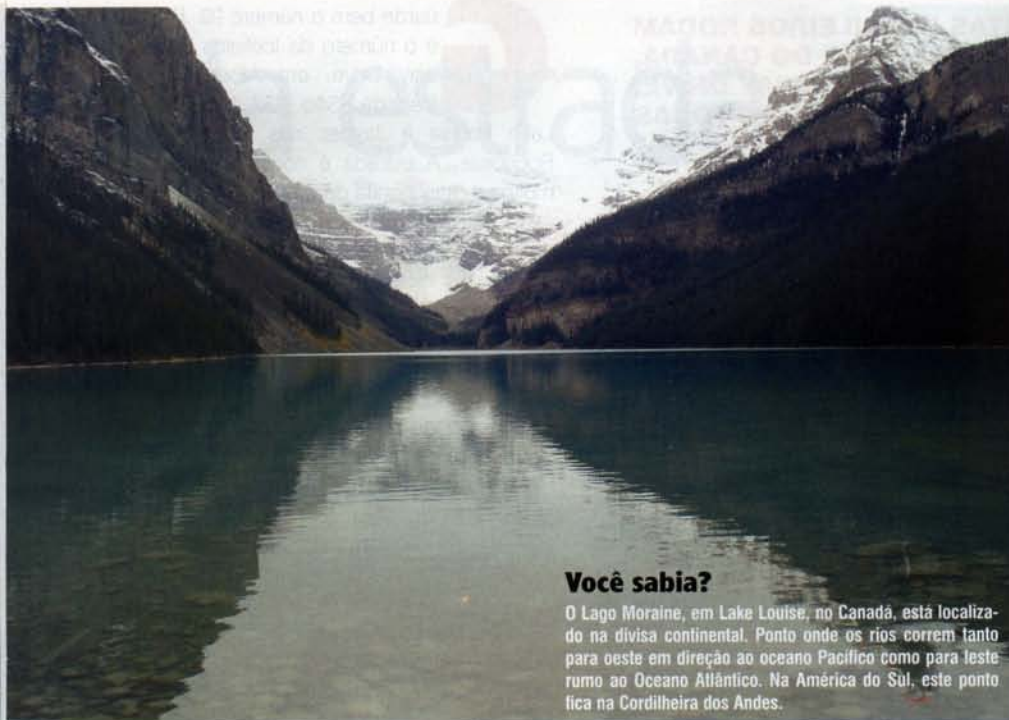 Você sabia?
O Lago Moraine, em Lake Louise, no Canadá, está localiza-
do na divisa continental. Ponto onde os rios correm tanto
para oeste em direção ao oceano Pacífico como para leste
rumo ao Oceano Atlântico. Na América do Sul, este ponto
fica na Cordilheira dos Andes.